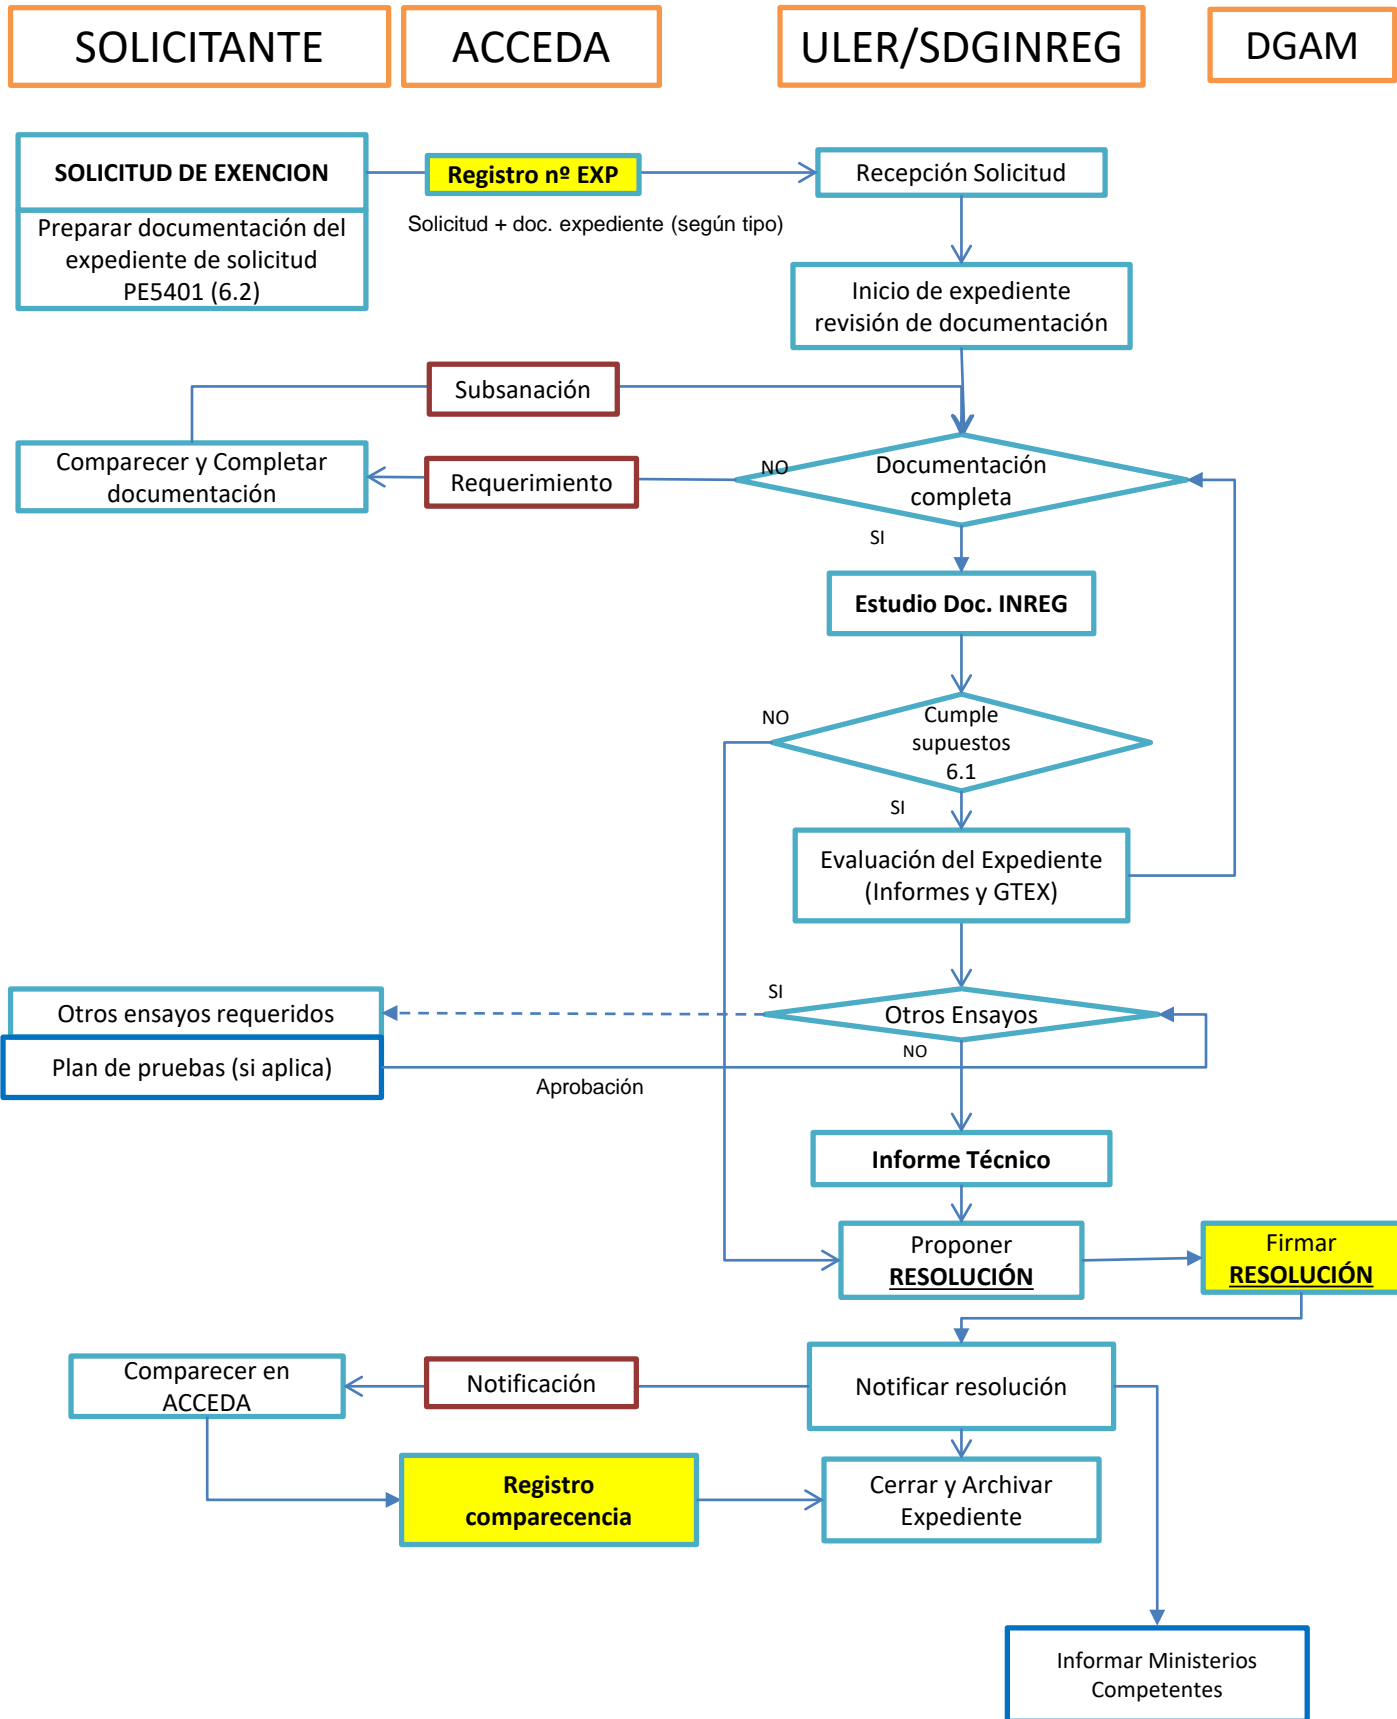 SOLICITANTE
ACCEDA
ULER/SDGINREG
DGAM
SOLICITUD DE EXENCION
Registro nº EXP
Recepción Solicitud
Preparar documentación del
expediente de solicitud
PE5401 (6.2)
Solicitud + doc. expediente (según tipo)
Inicio de expediente
revisión de documentación
Subsanación
Comparecer y Completar
documentación
Requerimiento
NO
Documentación
completa
SI
Estudio Doc. INREG
NO
Cumple
supuestos
6.1
SI
Evaluación del Expediente
(Informes y GTEX)
SI
Otros ensayos requeridos
Otros Ensayos
NO
Plan de pruebas (si aplica)
Aprobación
Informe Técnico
Proponer
RESOLUCIÓN
Firmar
RESOLUCIÓN
Comparecer en
ACCEDA
Notificación
Notificar resolución
Registro
comparecencia
Cerrar y Archivar
Expediente
Informar Ministerios
Competentes